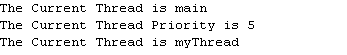 The Current Thread is main
The Current Thread Priority is 5
The Current Thread is myThread